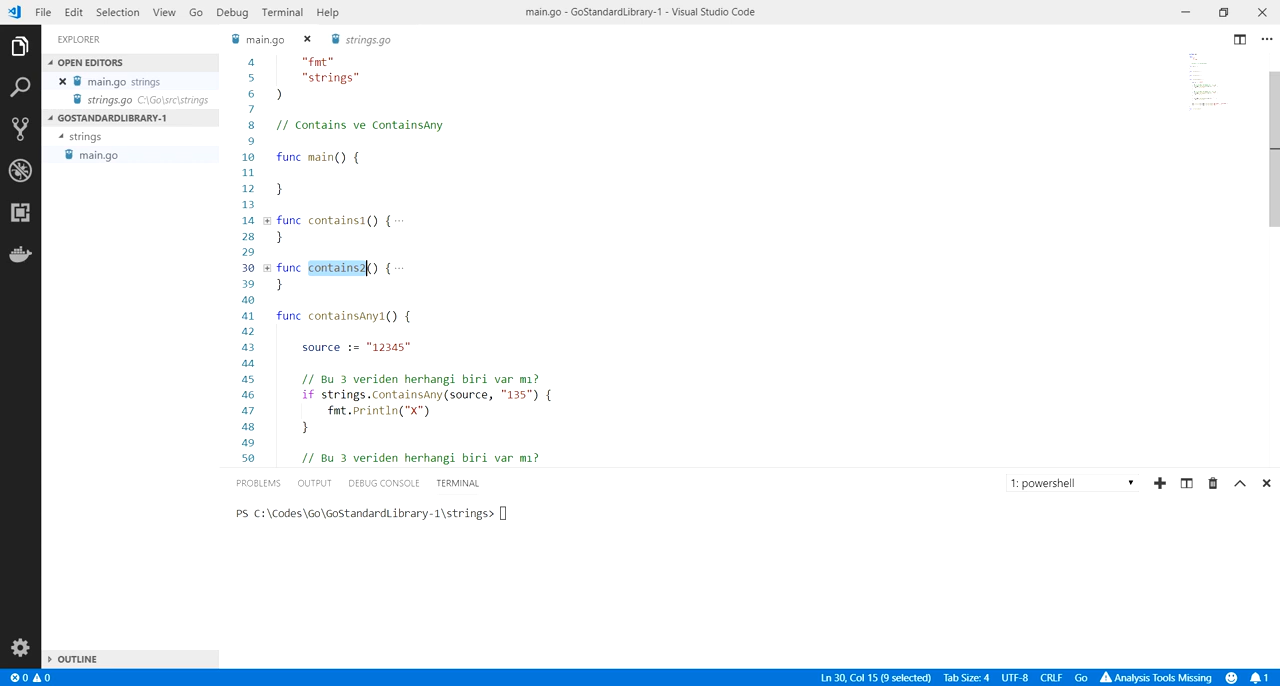 File Edit Selection View Go Debug Terminal Help
main.go - GoStandardLibrary-1 - Visual Studio Code
EXPLORER
OPEN EDITORS
main.go strings
strings.go C:\Go\src\strings
GOSTANDARDLIBRARY-1
strings
main.go
OUTLINE
main.go
strings.go
4 "fmt"
5 "strings"
6 )
7
8 // Contains ve ContainsAny
9
10 func main() {
11
12 }
13
14 func contains1() { ...
28 }
29
30 func contains2() { ...
39 }
40
41 func containsAny1() {
42
43 source := "12345"
44
45 // Bu 3 veriden herhangi biri var mı?
46 if strings.ContainsAny(source, "135") {
47 fmt.Println("X")
48 }
49
50 // Bu 3 veriden herhangi biri var mı?
PROBLEMS OUTPUT DEBUG CONSOLE TERMINAL
1: powershell
PS C:\Codes\Go\GoStandardLibrary-1\strings>
0 0
Ln 30, Col 15 (9 selected) Tab Size: 4 UTF-8 CRLF Go Analysis Tools Missing 1